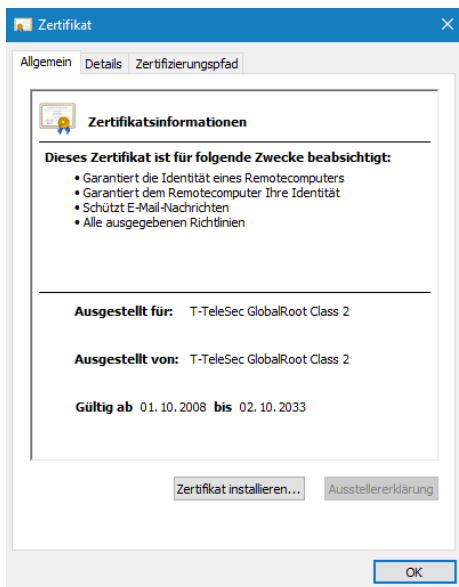 Zertifikat
Allgemein Details Zertifizierungspfad
Zertifikatsinformationen
Dieses Zertifikat ist für folgende Zwecke beabsichtigt:
• Garantiert die Identität eines Remotecomputers
• Garantiert dem Remotecomputer Ihre Identität
• Schützt E-Mail-Nachrichten
• Alle ausgegebenen Richtlinien
Ausgestellt für: T-TeleSec GlobalRoot Class 2
Ausgestellt von: T-TeleSec GlobalRoot Class 2
Gültig ab 01. 10. 2008 bis 02. 10. 2033
Zertifikat installieren... Ausstellererklärung
OK